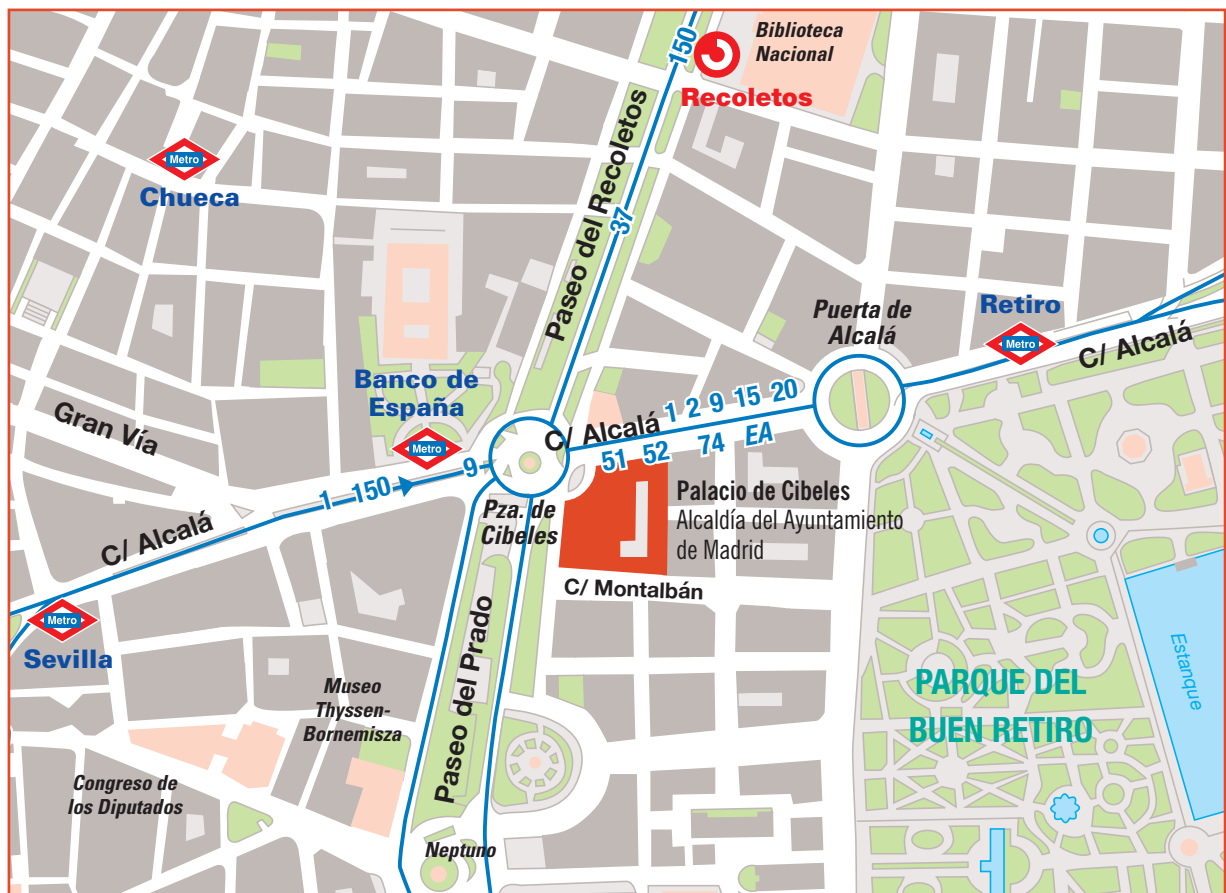 Biblioteca
Nacional
150
Recoletos
Metro
Chueca
Paseo del Recoletos
37
Puerta de
Alcalá
Retiro
Metro
C/ Alcalá
Banco de
España
Metro
Gran Vía
1 2 9 15 20
C/ Alcalá
51 52 74 EA
9
1 150
C/ Alcalá
Pza. de
Cibeles
Palacio de Cibeles
Alcaldía del Ayuntamiento
de Madrid
C/ Montalbán
Metro
Sevilla
Paseo del Prado
Museo
Thyssen-
Bornemisza
PARQUE DEL
BUEN RETIRO
Estanque
Congreso de
los Diputados
Neptuno